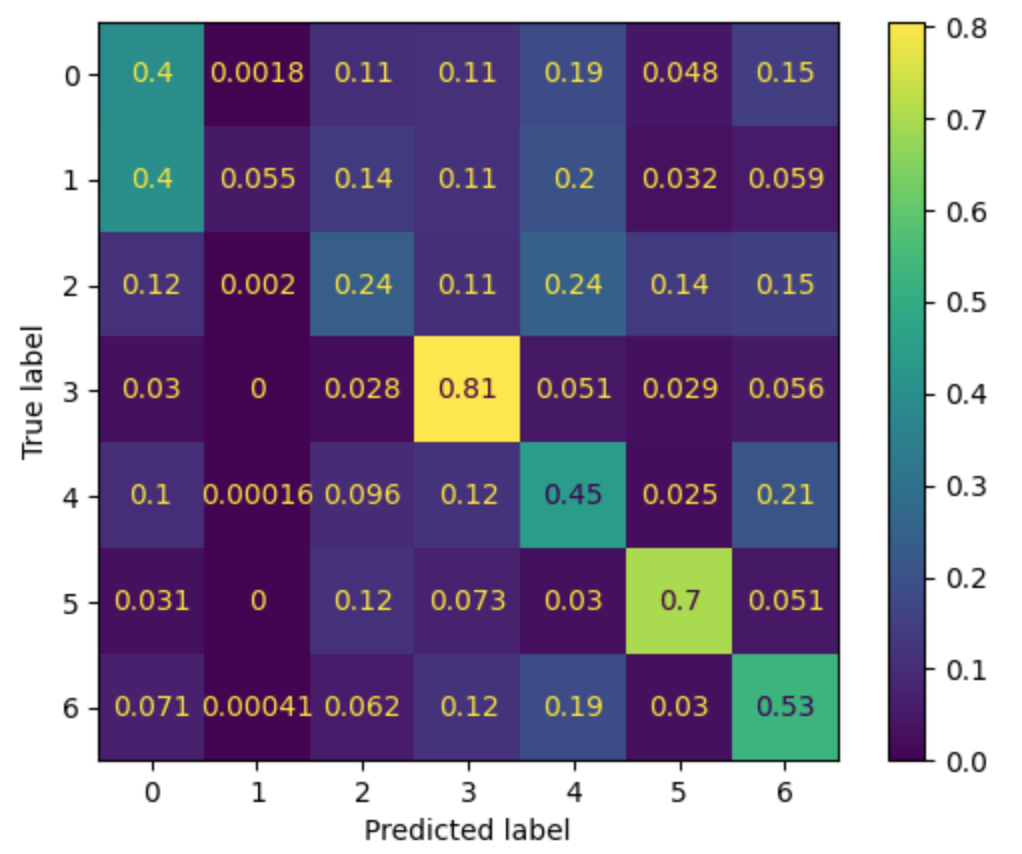 0 0.4 0.0018 0.11 0.11 0.19 0.048 0.15
1 0.4 0.055 0.14 0.11 0.2 0.032 0.059
2 0.12 0.002 0.24 0.11 0.24 0.14 0.15
3 0.03 0 0.028 0.81 0.051 0.029 0.056
4 0.1 0.00016 0.096 0.12 0.45 0.025 0.21
5 0.031 0 0.12 0.073 0.03 0.7 0.051
6 0.071 0.00041 0.062 0.12 0.19 0.03 0.53
0 1 2 3 4 5 6
Predicted label
True label
0.8
0.7
0.6
0.5
0.4
0.3
0.2
0.1
0.0